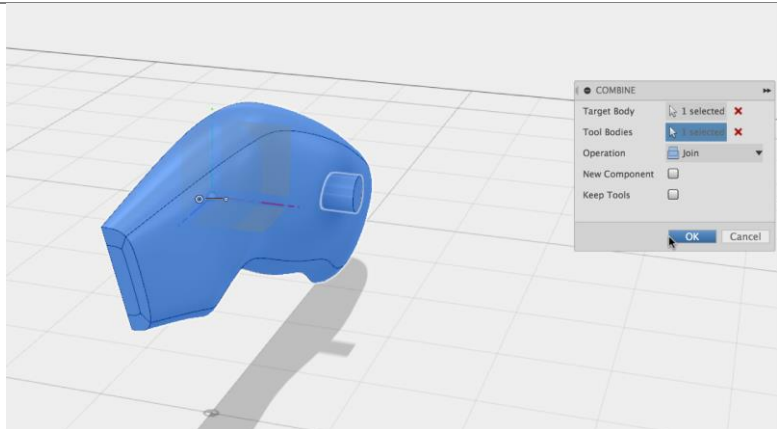 COMBINE
Target Body 1 selected
Tool Bodies 1 selected
Operation Join
New Component
Keep Tools
OK Cancel